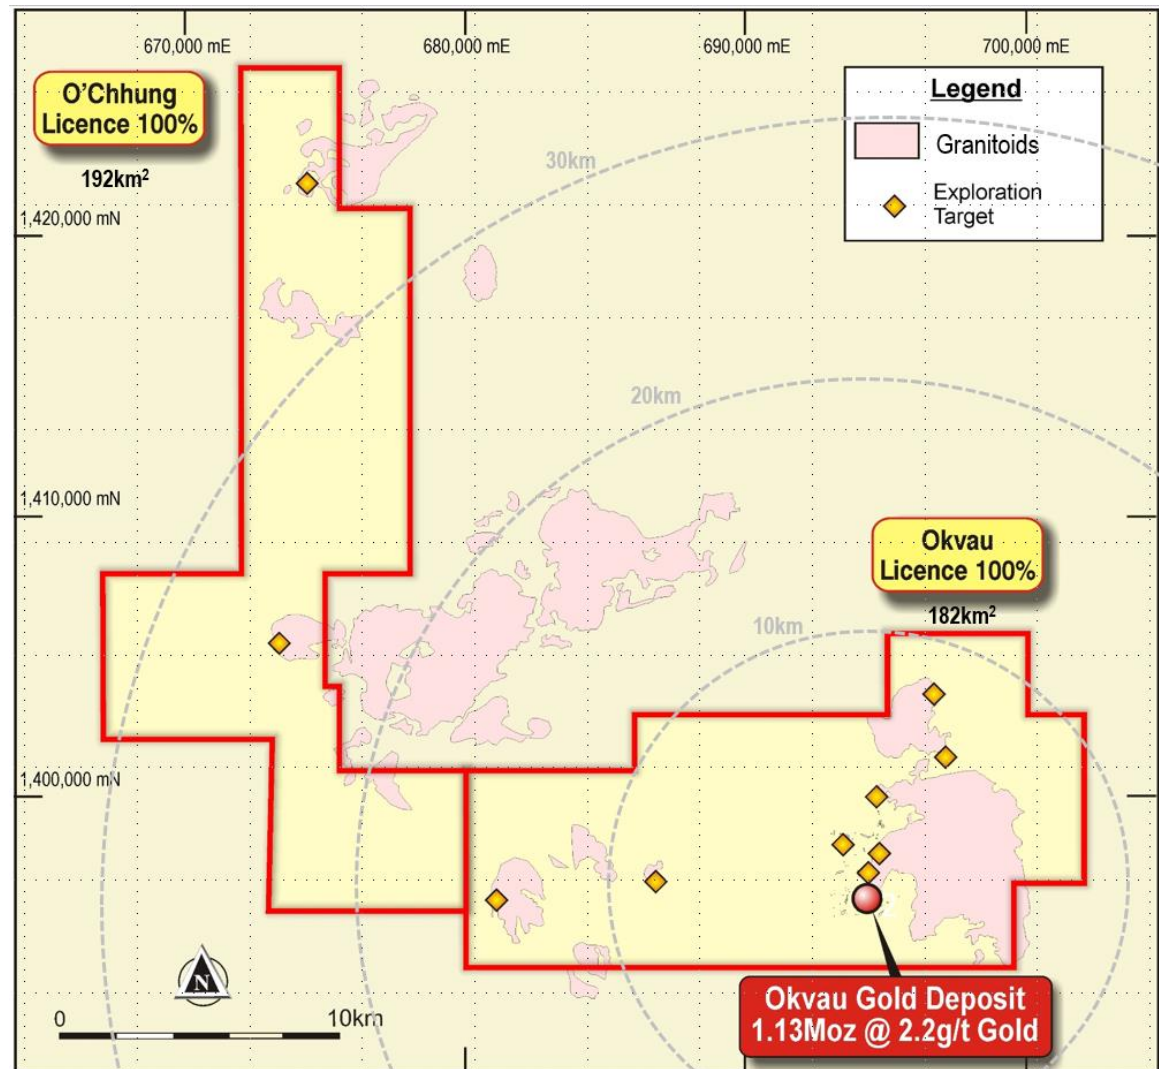 670,000 mE
680,000 mE
690,000 mE
700,000 mE
O'Chhung
Licence 100%
192km²
Legend
Granitoids
Exploration
Target
30km
1,420,000 mN
20km
1,410,000 mN
Okvau
Licence 100%
182km²
10km
1,400,000 mN
N
0
10km
Okvau Gold Deposit
1.13Moz @ 2.2g/t Gold